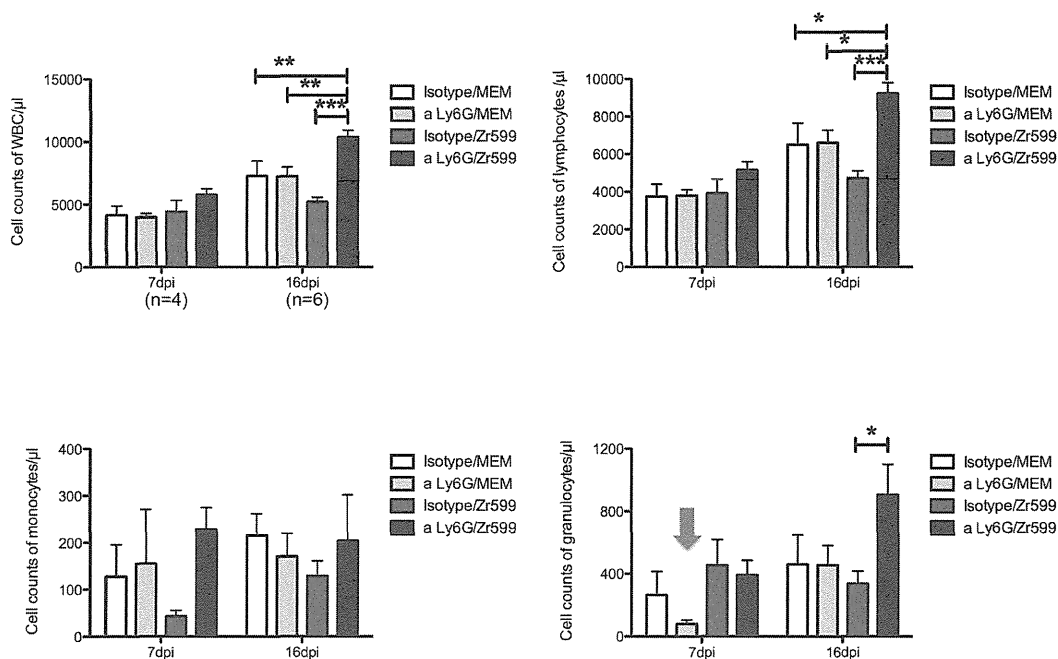 **
**
***
15000
10000
5000
0
Cell counts of WBC/µl
7dpi
(n=4)
16dpi
(n=6)
Isotype/MEM
a Ly6G/MEM
Isotype/Zr599
a Ly6G/Zr599
*
*
***
10000
8000
6000
4000
2000
0
Cell counts of lymphocytes /µl
7dpi
16dpi
Isotype/MEM
a Ly6G/MEM
Isotype/Zr599
a Ly6G/Zr599
400
300
200
100
0
Cell counts of monocytes/µl
7dpi
16dpi
Isotype/MEM
a Ly6G/MEM
Isotype/Zr599
a Ly6G/Zr599
*
1200
800
400
0
Cell counts of granulocytes/µl
7dpi
16dpi
Isotype/MEM
a Ly6G/MEM
Isotype/Zr599
a Ly6G/Zr599